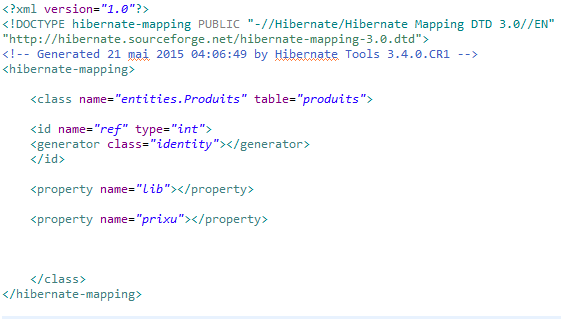 <?xml version="1.0"?>
<!DOCTYPE hibernate-mapping PUBLIC "-//Hibernate/Hibernate Mapping DTD 3.0//EN"
"http://hibernate.sourceforge.net/hibernate-mapping-3.0.dtd">
<!-- Generated 21 mai 2015 04:06:49 by Hibernate Tools 3.4.0.CR1 -->
<hibernate-mapping>
<class name="entities.Produits" table="produits">
<id name="ref" type="int">
<generator class="identity"></generator>
</id>
<property name="lib"></property>
<property name="prixu"></property>
</class>
</hibernate-mapping>